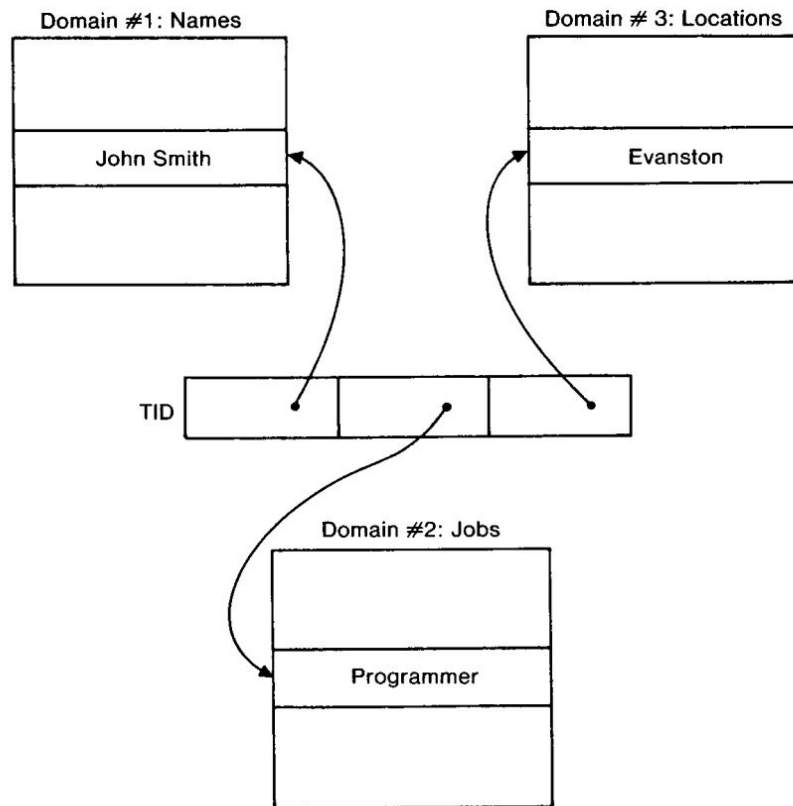 Domain #1: Names
Domain # 3: Locations
John Smith
Evanston
TID
Domain #2: Jobs
Programmer